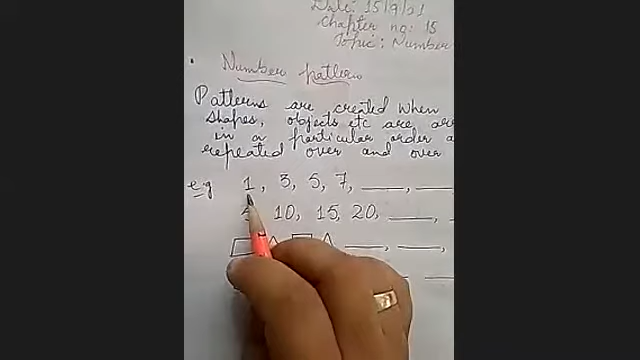 Date: 15/9/21
Chapter no: 15
Topic: Number
Number pattern
Patterns are created when
shapes, objects etc are
in a particular order
repeated over and over
e.g 1, 3, 5, 7, ____, ____
5, 10, 15, 20, ____,